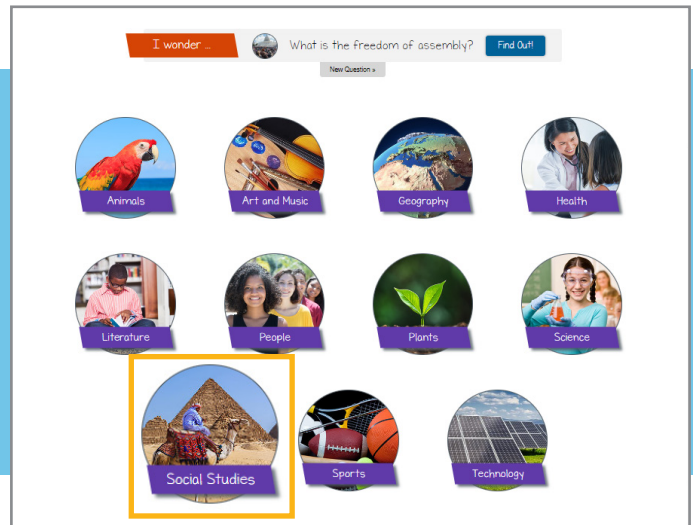 I wonder ...
What is the freedom of assembly?
Find Out!
New Question »
Animals
Art and Music
Geography
Health
Literature
People
Plants
Science
Social Studies
Sports
Technology